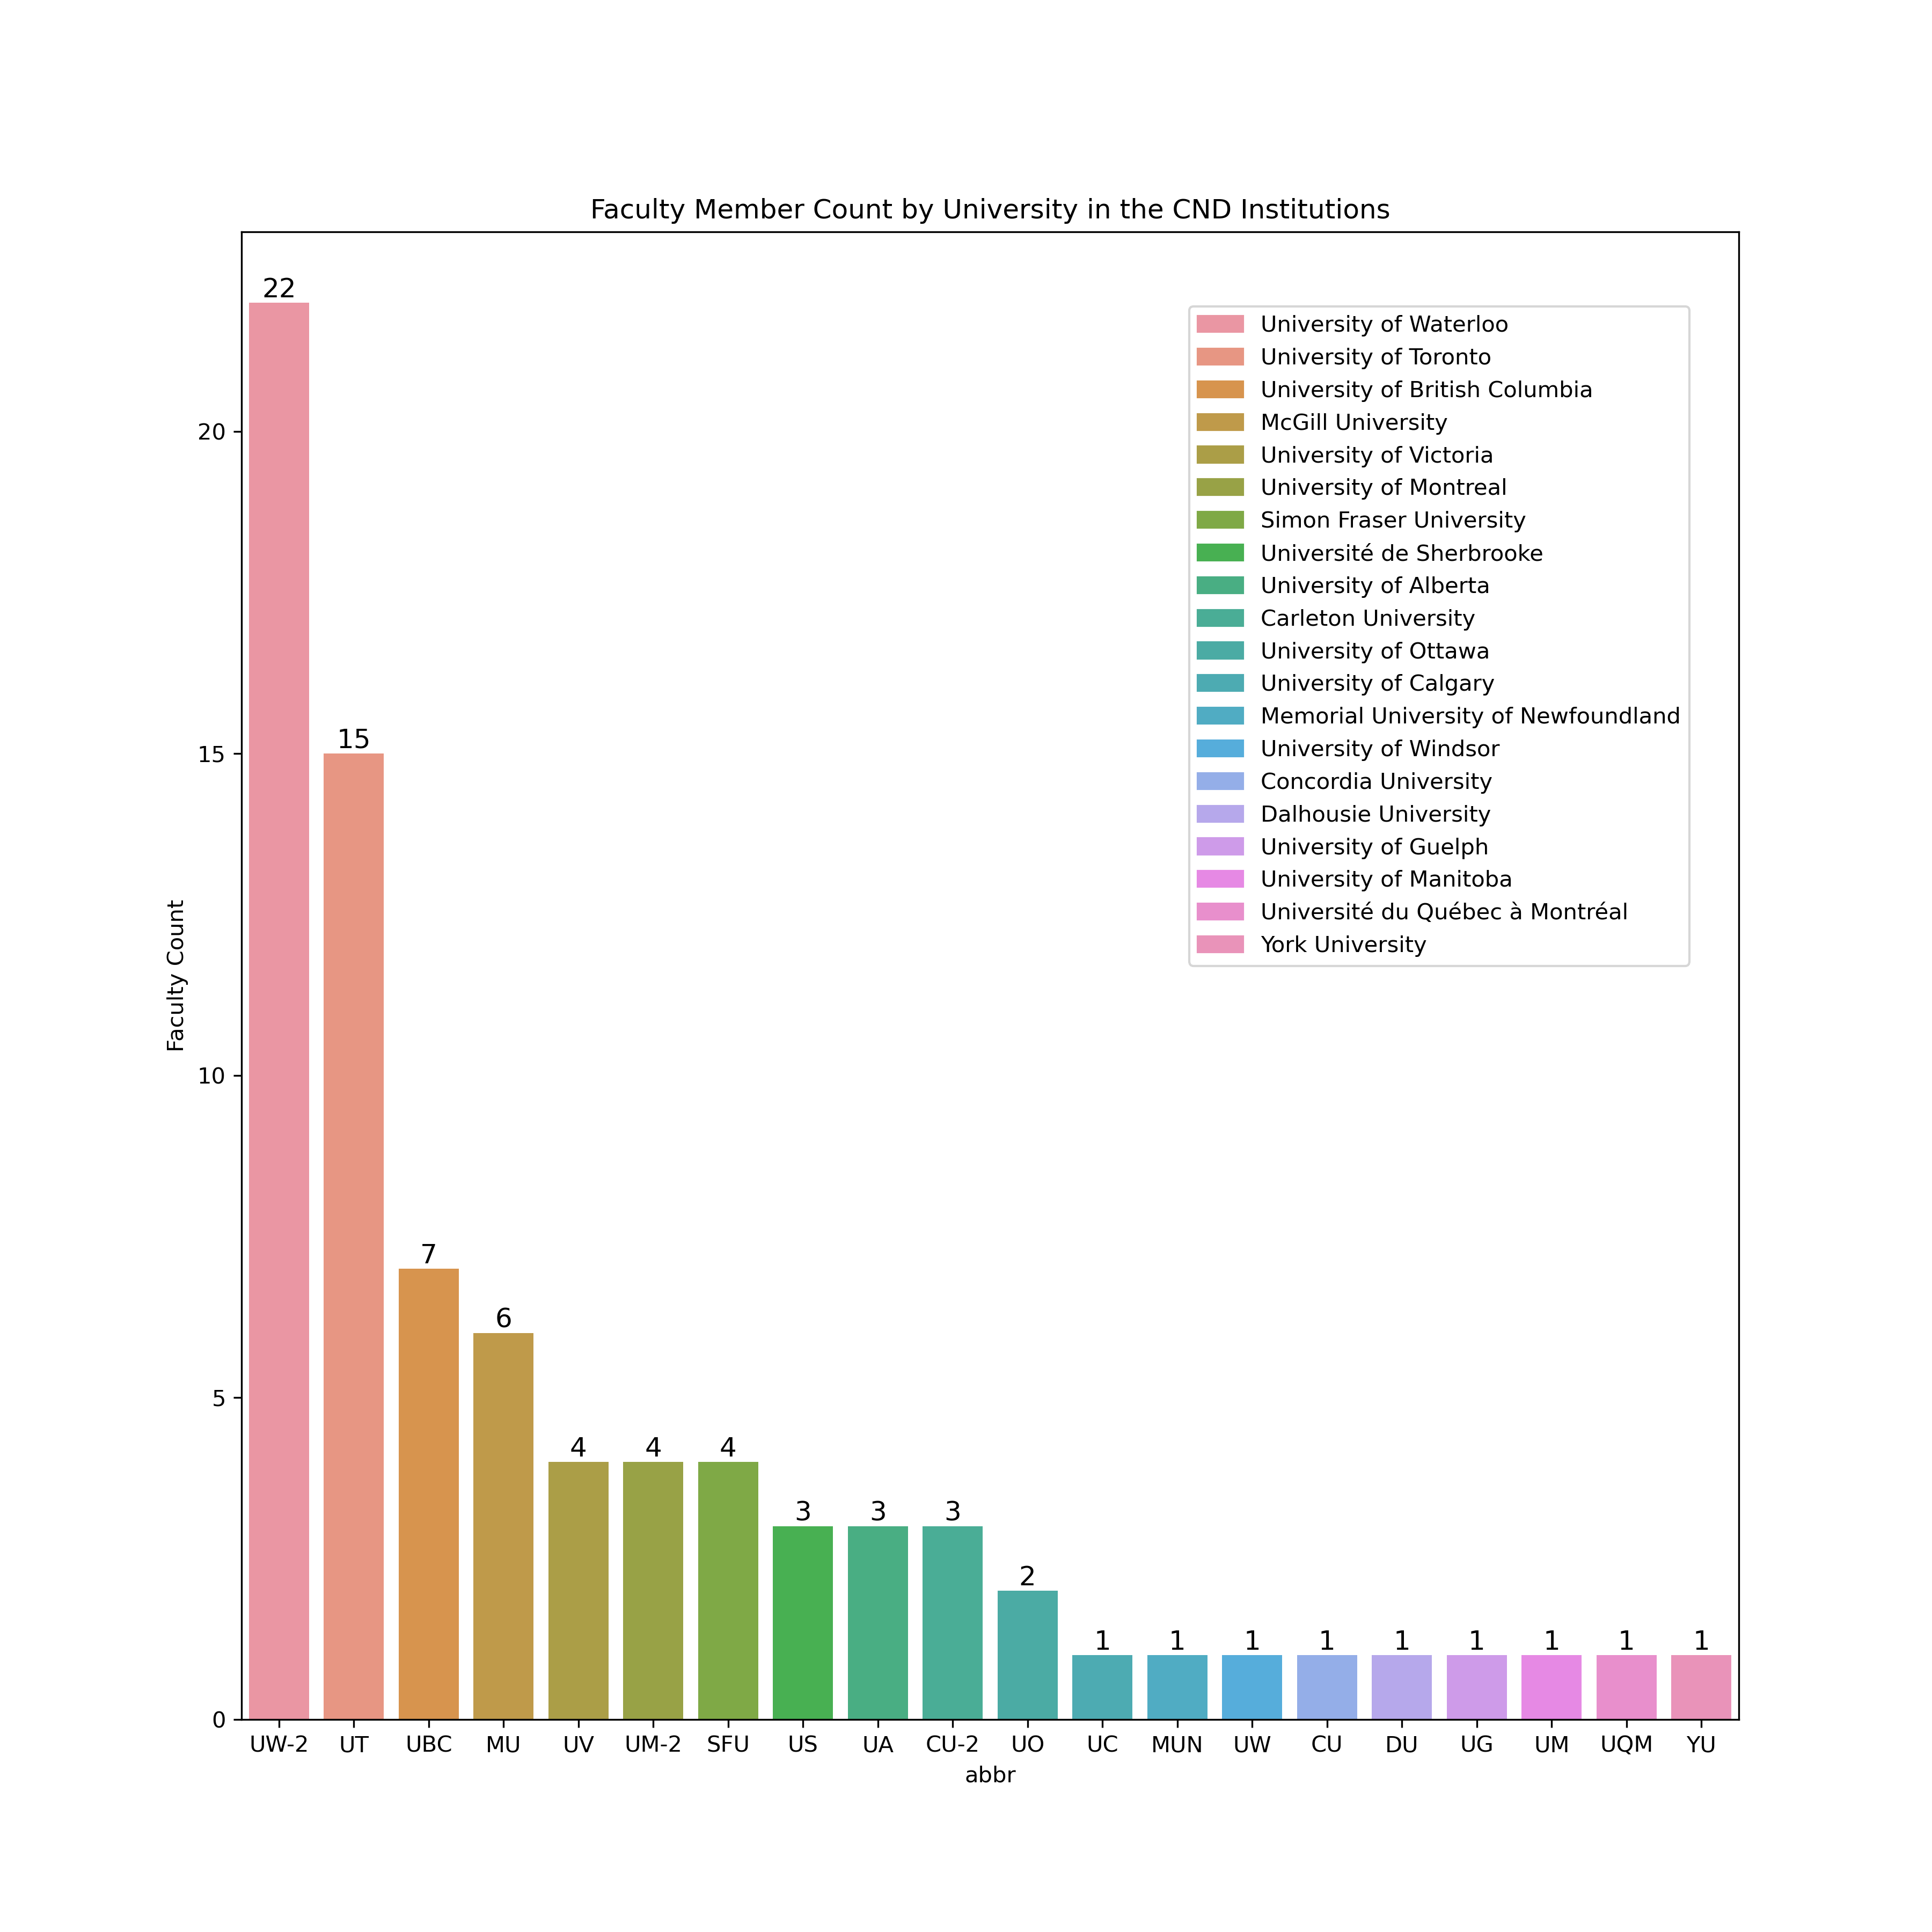 Faculty Member Count by University in the CND Institutions
22
15
7
6
4
4
4
3
3
3
2
1
1
1
1
1
1
1
1
1
University of Waterloo
University of Toronto
University of British Columbia
McGill University
University of Victoria
University of Montreal
Simon Fraser University
Université de Sherbrooke
University of Alberta
Carleton University
University of Ottawa
University of Calgary
Memorial University of Newfoundland
University of Windsor
Concordia University
Dalhousie University
University of Guelph
University of Manitoba
Université du Québec à Montréal
York University
Faculty Count
20
15
10
5
0
UW-2 UT UBC MU UV UM-2 SFU US UA CU-2 UO UC MUN UW CU DU UG UM UQM YU
abbr